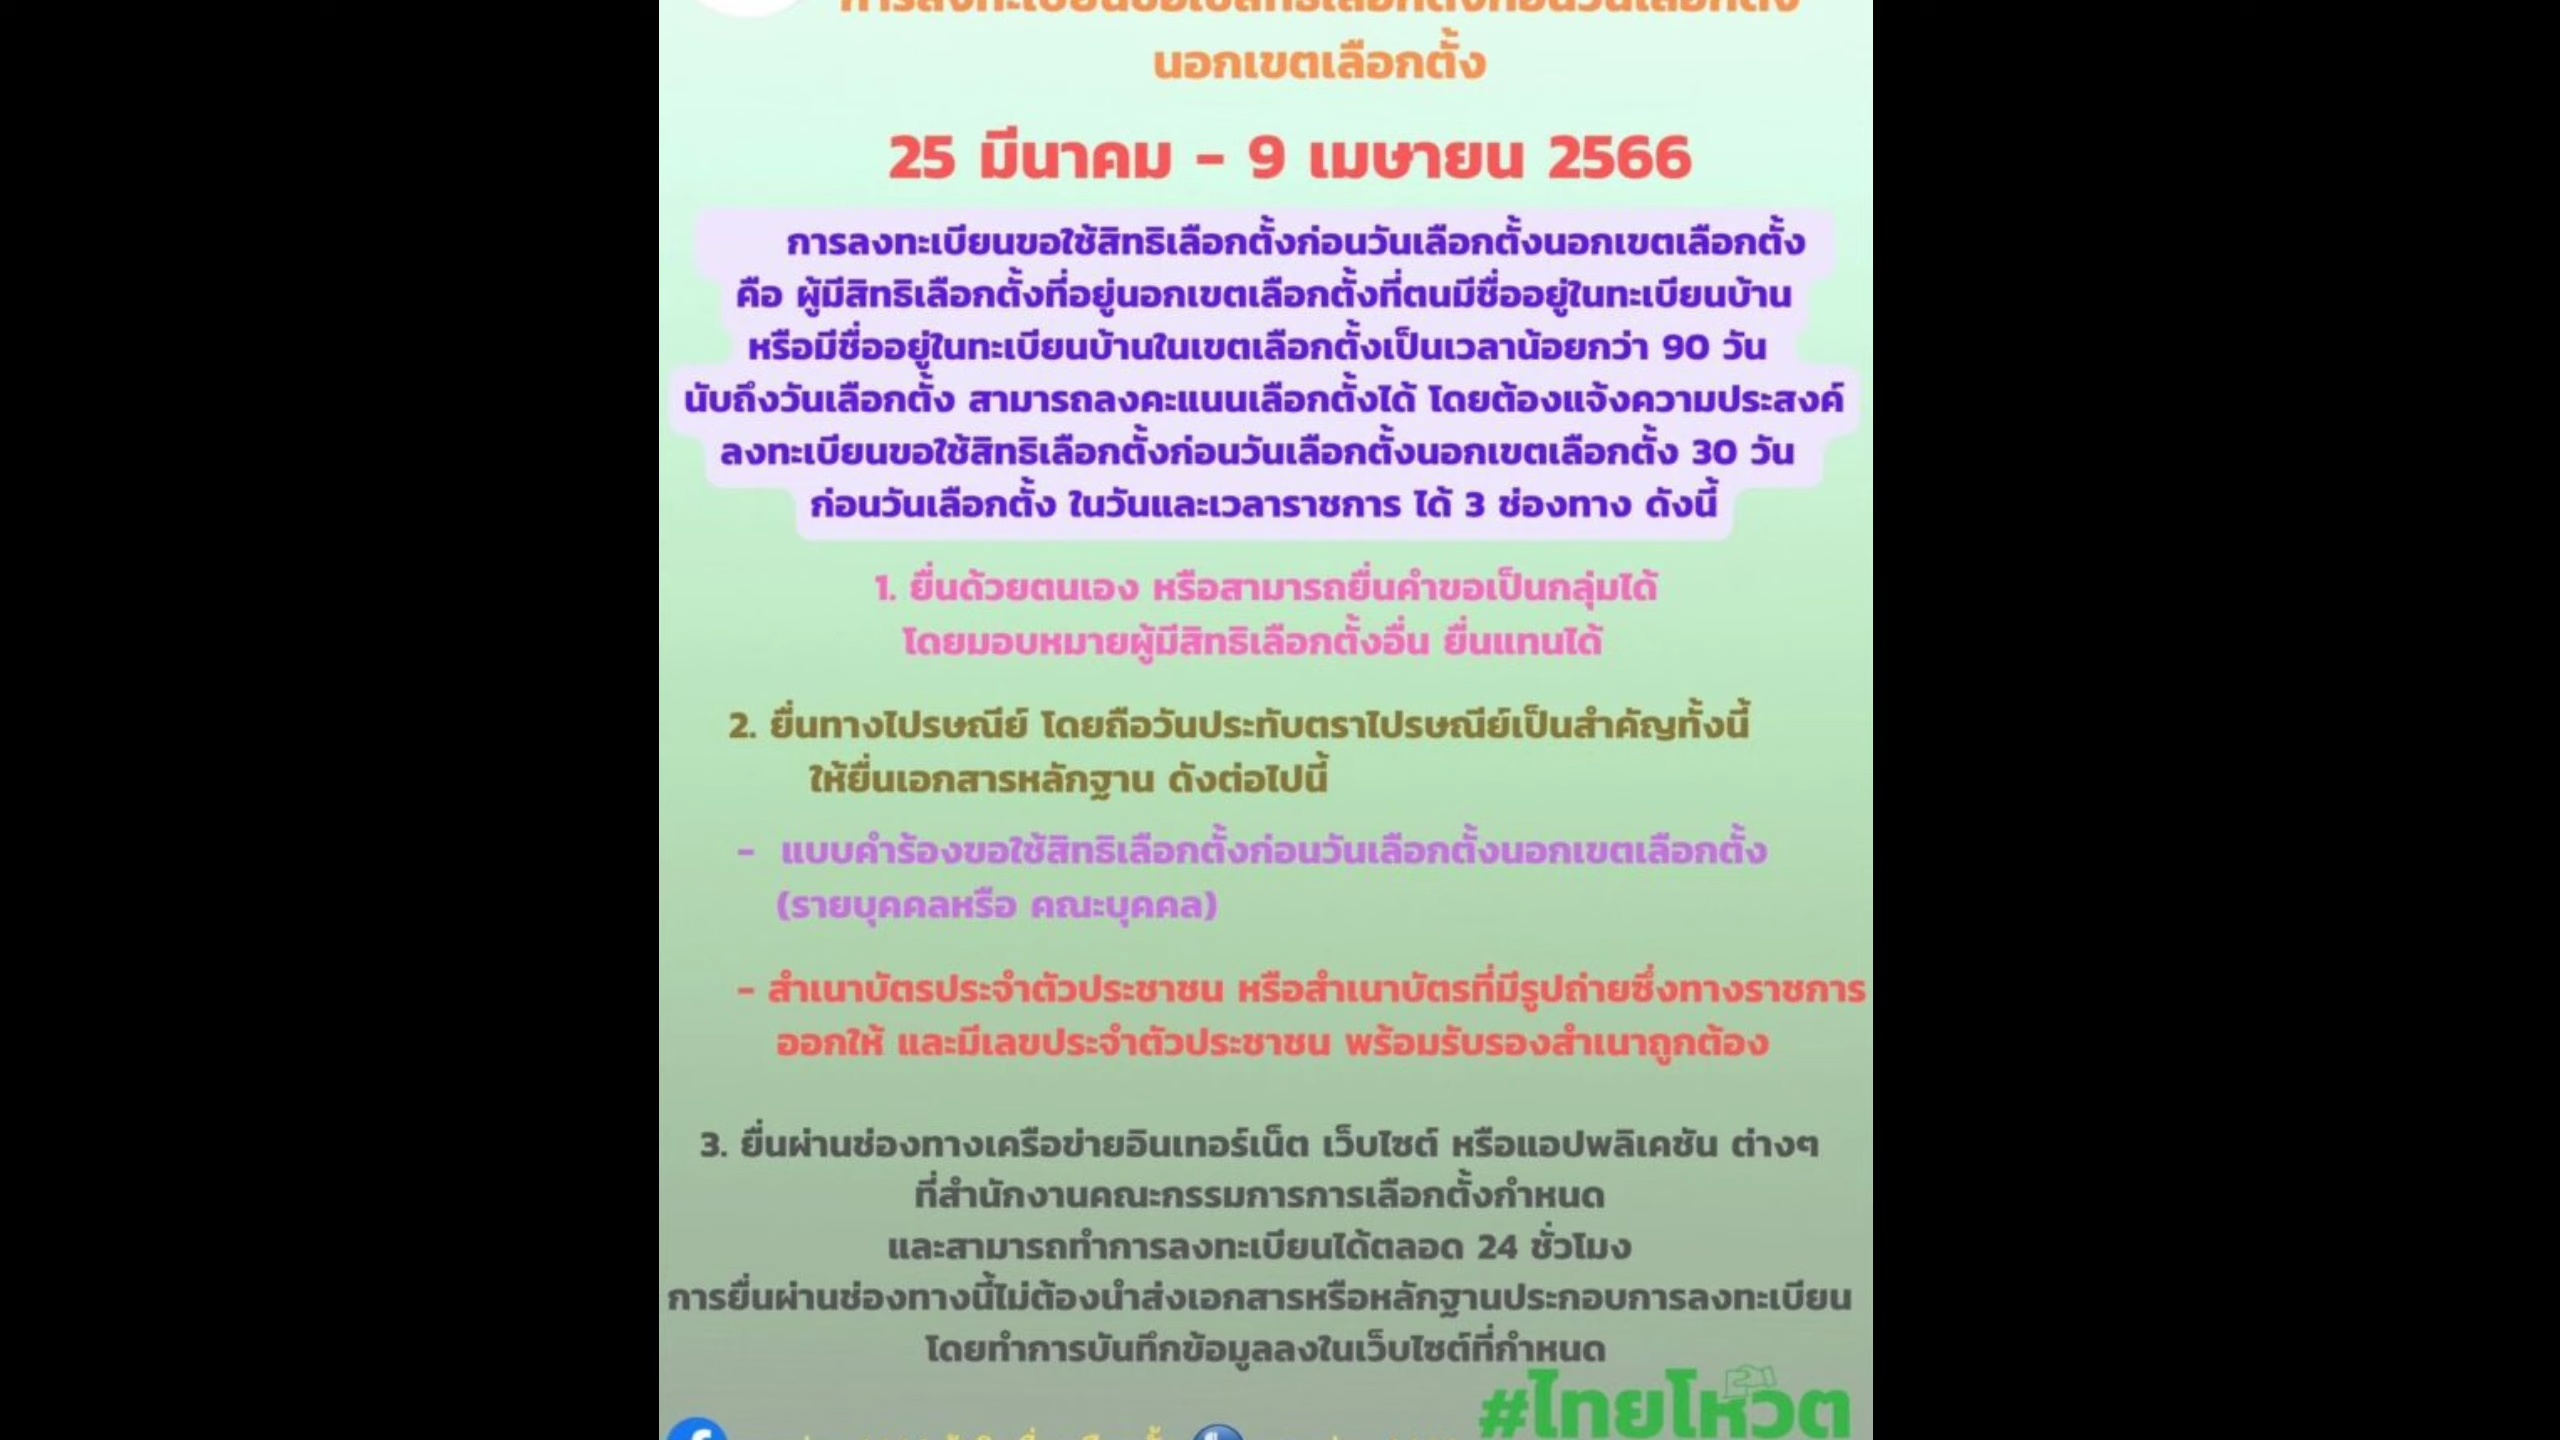 การลงทะเบียนขอใช้สิทธิเลือกตั้งก่อนวันเลือกตั้ง
นอกเขตเลือกตั้ง
25 มีนาคม - 9 เมษายน 2566
การลงทะเบียนขอใช้สิทธิเลือกตั้งก่อนวันเลือกตั้งนอกเขตเลือกตั้ง
คือ ผู้มีสิทธิเลือกตั้งที่อยู่นอกเขตเลือกตั้งที่ตนมีชื่ออยู่ในทะเบียนบ้าน
หรือมีชื่ออยู่ในทะเบียนบ้านในเขตเลือกตั้งเป็นเวลาน้อยกว่า 90 วัน
นับถึงวันเลือกตั้ง สามารถลงคะแนนเลือกตั้งได้ โดยต้องแจ้งความประสงค์
ลงทะเบียนขอใช้สิทธิเลือกตั้งก่อนวันเลือกตั้งนอกเขตเลือกตั้ง 30 วัน
ก่อนวันเลือกตั้ง ในวันและเวลาราชการ ได้ 3 ช่องทาง ดังนี้
1. ยื่นด้วยตนเอง หรือสามารถยื่นคำขอเป็นกลุ่มได้
โดยมอบหมายผู้มีสิทธิเลือกตั้งอื่น ยื่นแทนได้
2. ยื่นทางไปรษณีย์ โดยถือวันประทับตราไปรษณีย์เป็นสำคัญทั้งนี้
ให้ยื่นเอกสารหลักฐาน ดังต่อไปนี้
- แบบคำร้องขอใช้สิทธิเลือกตั้งก่อนวันเลือกตั้งนอกเขตเลือกตั้ง
(รายบุคคลหรือ คณะบุคคล)
- สำเนาบัตรประจำตัวประชาชน หรือสำเนาบัตรที่มีรูปถ่ายซึ่งทางราชการ
ออกให้ และมีเลขประจำตัวประชาชน พร้อมรับรองสำเนาถูกต้อง
3. ยื่นผ่านช่องทางเครือข่ายอินเทอร์เน็ต เว็บไซต์ หรือแอปพลิเคชัน ต่างๆ
ที่สำนักงานคณะกรรมการการเลือกตั้งกำหนด
และสามารถทำการลงทะเบียนได้ตลอด 24 ชั่วโมง
การยื่นผ่านช่องทางนี้ไม่ต้องนำส่งเอกสารหรือหลักฐานประกอบการลงทะเบียน
โดยทำการบันทึกข้อมูลลงในเว็บไซต์ที่กำหนด
#ไทยโหวต